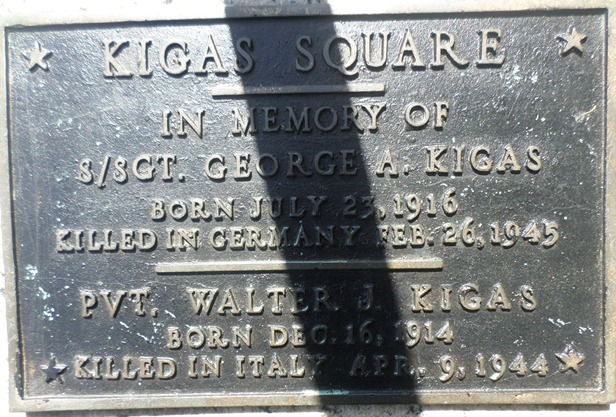 KIGAS SQUARE
IN MEMORY OF
S/SGT. GEORGE A. KIGAS
BORN JULY 23, 1916
KILLED IN GERMANY FEB. 26, 1945
PVT. WALTER J. KIGAS
BORN DEC. 16, 1914
KILLED IN ITALY APR. 9, 1944